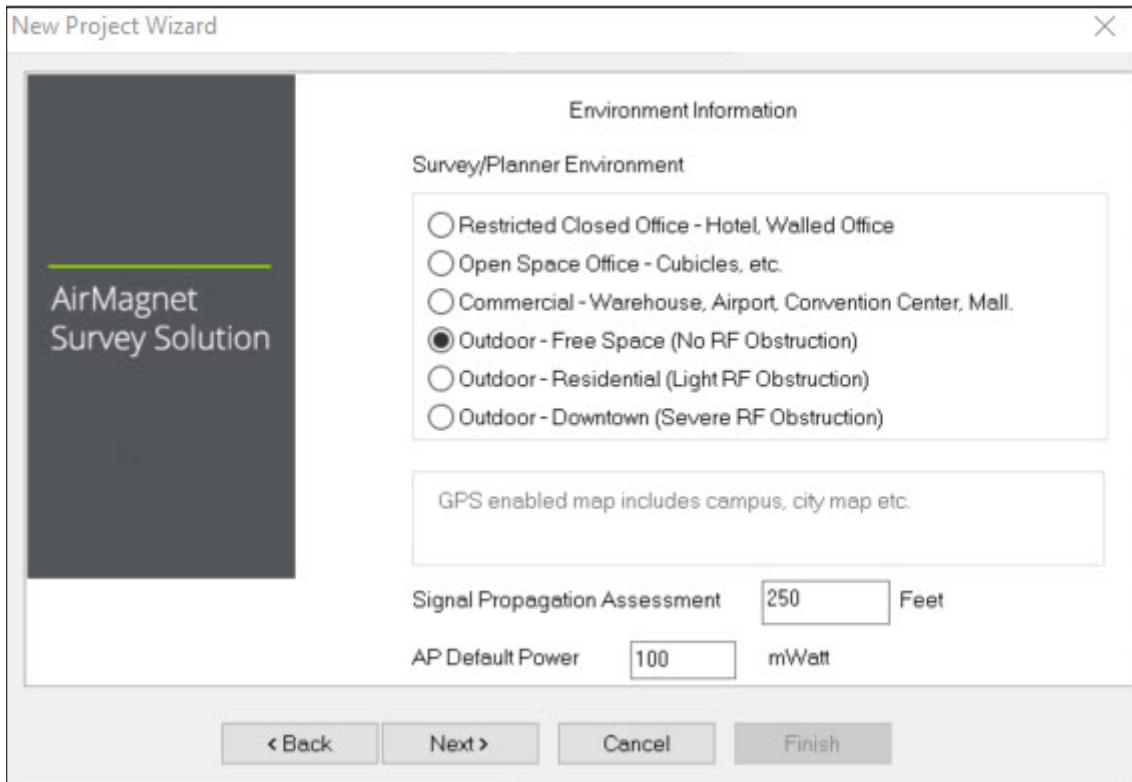 New Project Wizard
AirMagnet
Survey Solution
Environment Information
Survey/Planner Environment
Restricted Closed Office - Hotel, Walled Office
Open Space Office - Cubicles, etc.
Commercial - Warehouse, Airport, Convention Center, Mall.
Outdoor - Free Space (No RF Obstruction)
Outdoor - Residential (Light RF Obstruction)
Outdoor - Downtown (Severe RF Obstruction)
GPS enabled map includes campus, city map etc.
Signal Propagation Assessment 250 Feet
AP Default Power 100 mWatt
< Back Next > Cancel Finish